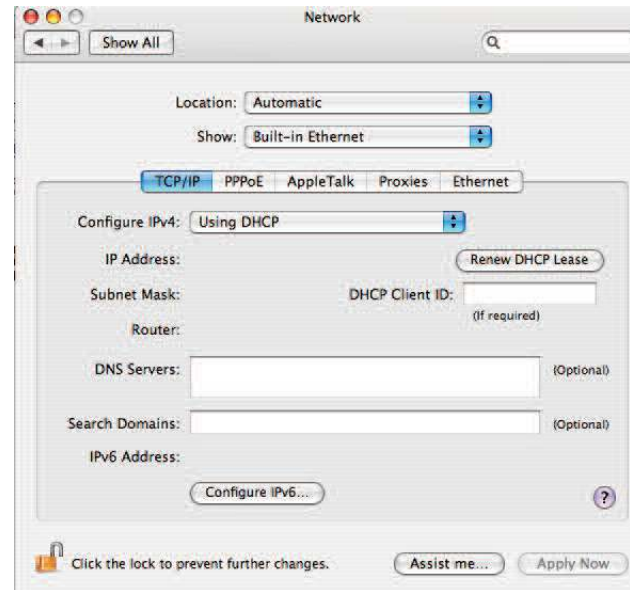 Network
Show All
Location: Automatic
Show: Built-in Ethernet
TCP/IP PPPoE AppleTalk Proxies Ethernet
Configure IPv4: Using DHCP
IP Address: Renew DHCP Lease
Subnet Mask: DHCP Client ID:
(If required)
Router:
DNS Servers: (Optional)
Search Domains: (Optional)
IPv6 Address:
Configure IPv6... ?
Click the lock to prevent further changes. Assist me... Apply Now